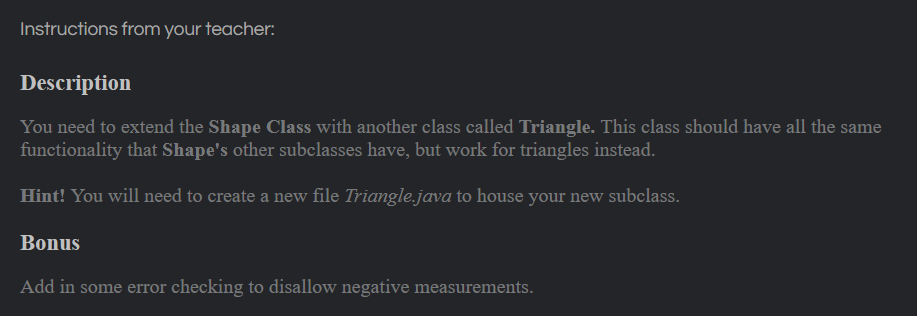 Instructions from your teacher:
Description
You need to extend the Shape Class with another class called Triangle. This class should have all the same
functionality that Shape's other subclasses have, but work for triangles instead.
Hint! You will need to create a new file Triangle.java to house your new subclass.
Bonus
Add in some error checking to disallow negative measurements.